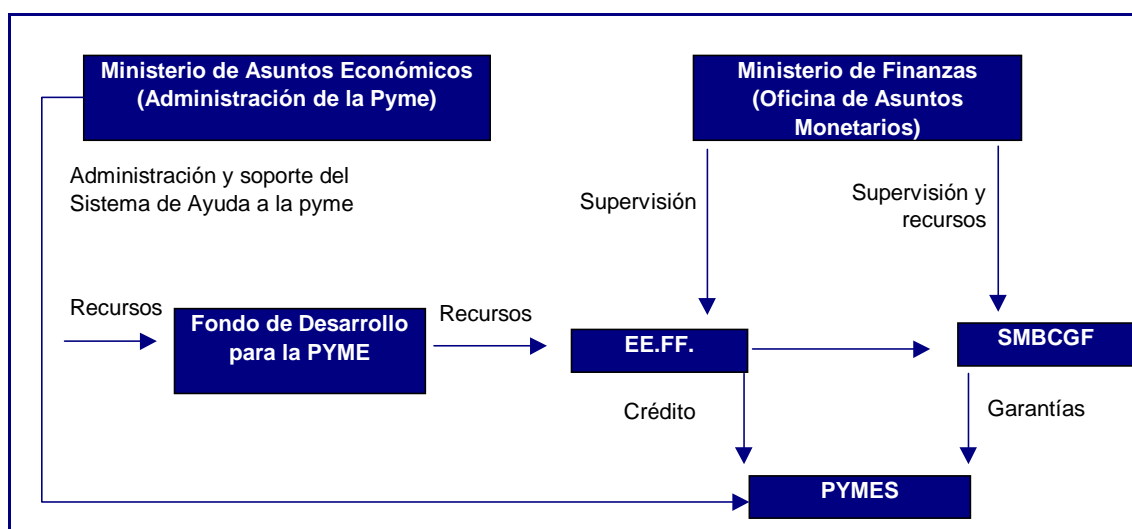 Ministerio de Asuntos Económicos
(Administración de la Pyme)
Ministerio de Finanzas
(Oficina de Asuntos
Monetarios)
Administración y soporte del
Sistema de Ayuda a la pyme
Supervisión
Supervisión y
recursos
Recursos
Fondo de Desarrollo
para la PYME
Recursos
EE.FF.
SMBCGF
Crédito
Garantías
PYMES